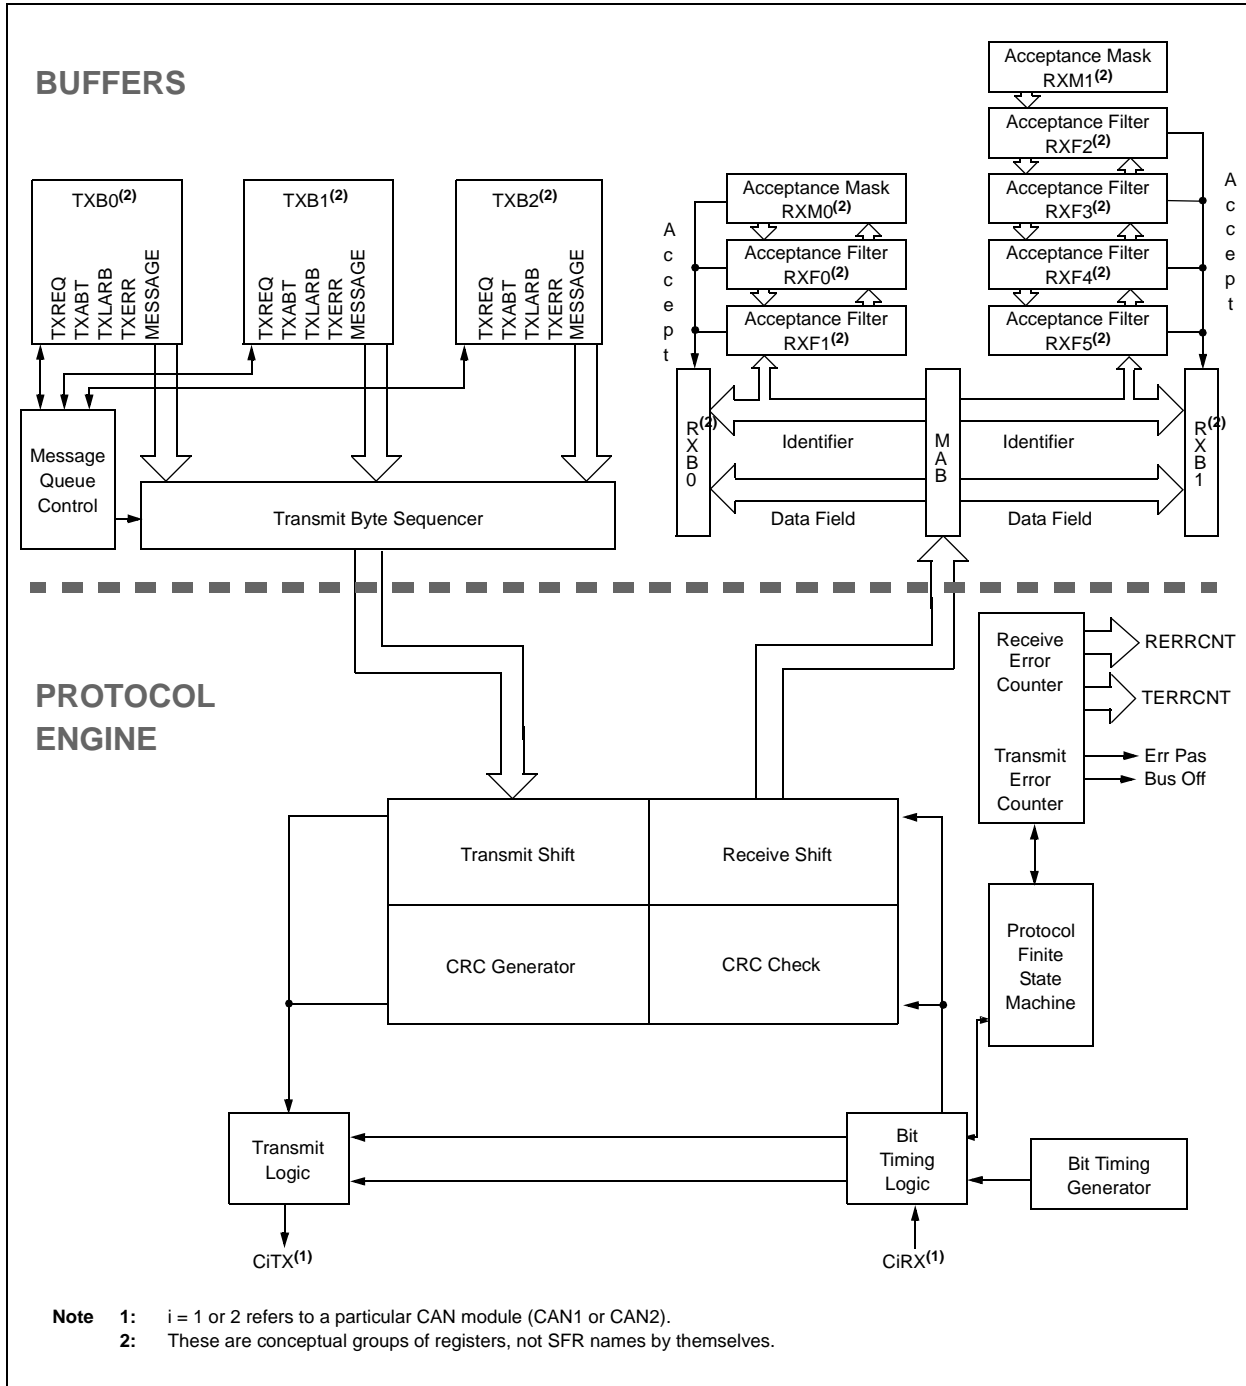 BUFFERS
Acceptance Mask
RXM1(2)
Acceptance Filter
RXF2(2)
Acceptance Filter
RXF3(2)
Acceptance Filter
RXF4(2)
Acceptance Filter
RXF5(2)
Accept
Acceptance Mask
RXM0(2)
Acceptance Filter
RXF0(2)
Acceptance Filter
RXF1(2)
Accept
TXB0(2)
TXREQ
TXABT
TXLARB
TXERR
MESSAGE
TXB1(2)
TXREQ
TXABT
TXLARB
TXERR
MESSAGE
TXB2(2)
TXREQ
TXABT
TXLARB
TXERR
MESSAGE
Message
Queue
Control
Transmit Byte Sequencer
RXB0(2)
Identifier
MAB
Identifier
RXB1(2)
Data Field
Data Field
PROTOCOL
ENGINE
Receive
Error
Counter
RERRCNT
TERRCNT
Transmit
Error
Counter
Err Pas
Bus Off
Transmit Shift
Receive Shift
CRC Generator
CRC Check
Protocol
Finite
State
Machine
Transmit
Logic
Bit
Timing
Logic
Bit Timing
Generator
CiTX(1)
CiRX(1)
Note 1: i = 1 or 2 refers to a particular CAN module (CAN1 or CAN2).
2: These are conceptual groups of registers, not SFR names by themselves.